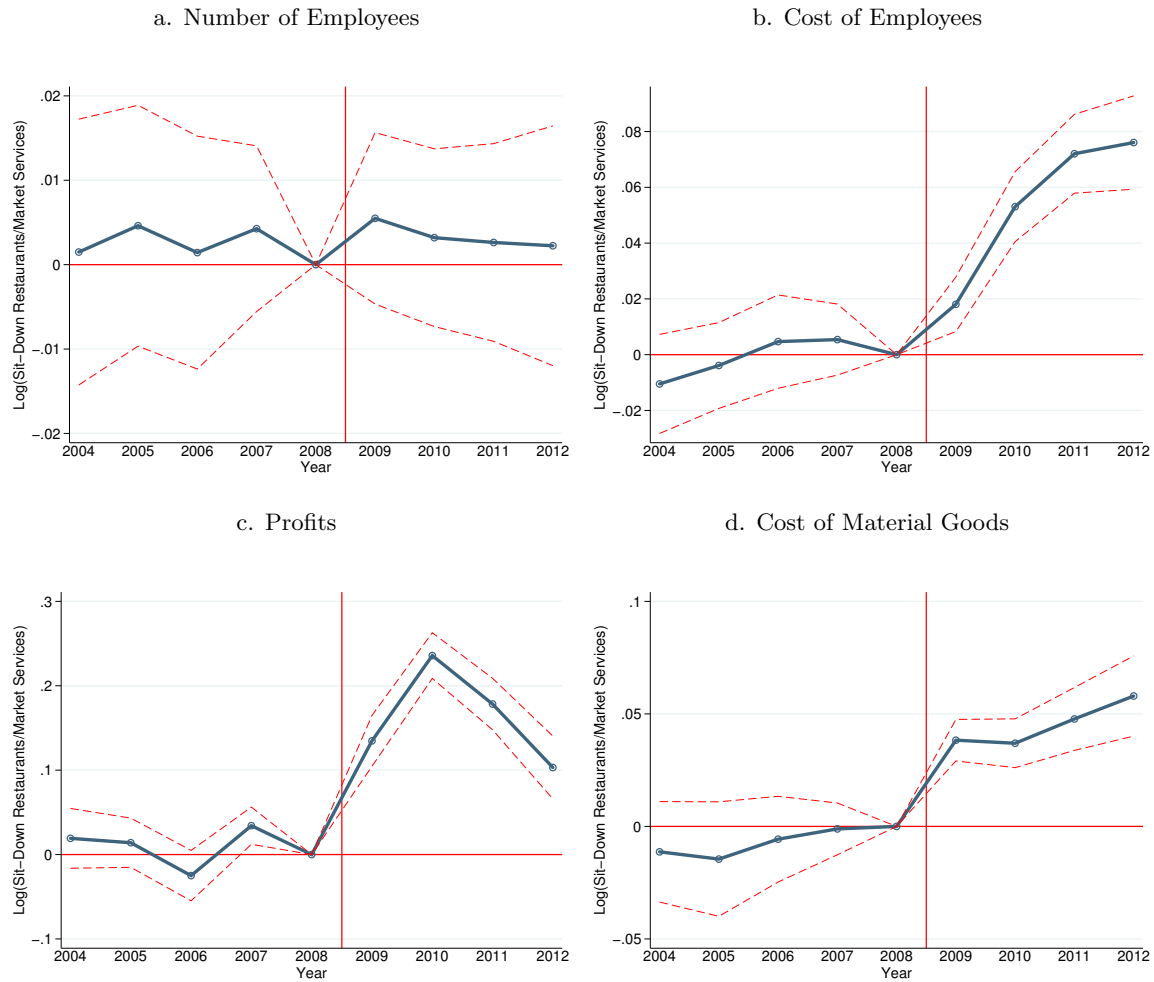 a. Number of Employees
Log(Sit−Down Restaurants/Market Services)
.02
.01
0
−.01
−.02
2004 2005 2006 2007 2008 2009 2010 2011 2012
Year
b. Cost of Employees
Log(Sit−Down Restaurants/Market Services)
.08
.06
.04
.02
0
−.02
2004 2005 2006 2007 2008 2009 2010 2011 2012
Year
c. Profits
Log(Sit−Down Restaurants/Market Services)
.3
.2
.1
0
−.1
2004 2005 2006 2007 2008 2009 2010 2011 2012
Year
d. Cost of Material Goods
Log(Sit−Down Restaurants/Market Services)
.1
.05
0
−.05
2004 2005 2006 2007 2008 2009 2010 2011 2012
Year